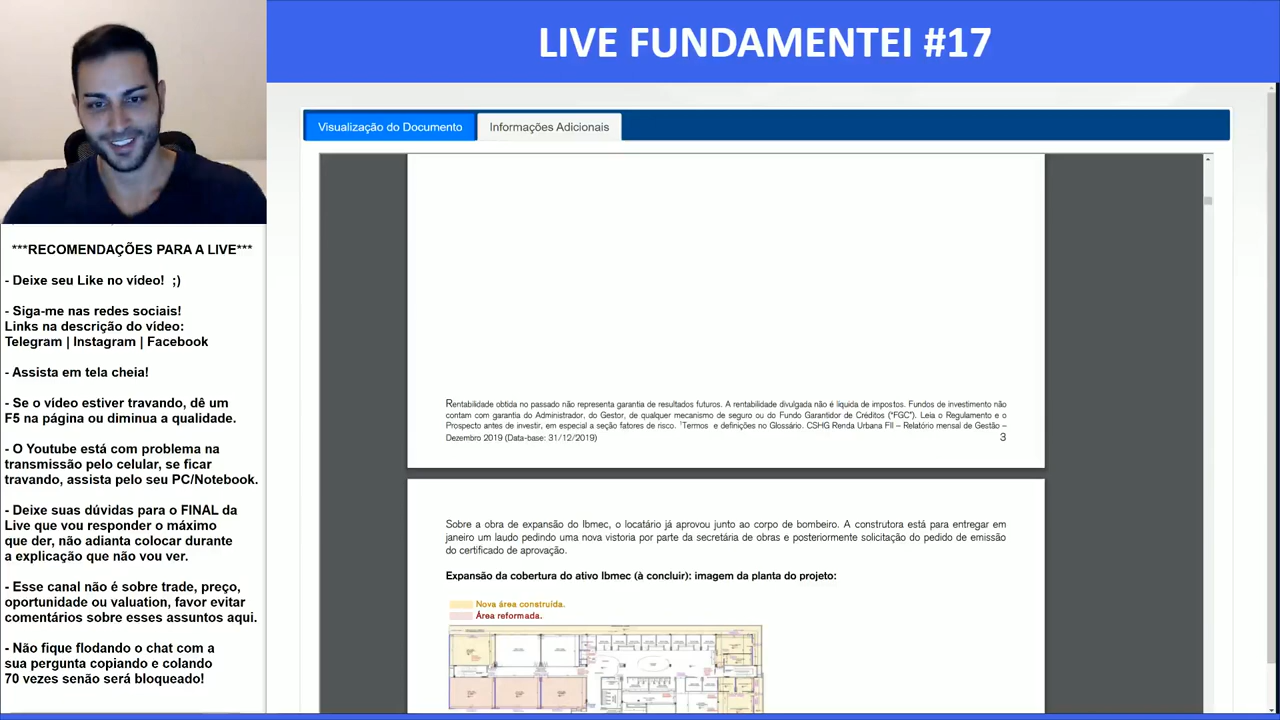 LIVE FUNDAMENTEI #17
Visualização do Documento
Informações Adicionais
***RECOMENDAÇÕES PARA A LIVE***
- Deixe seu Like no vídeo!  ;)
- Siga-me nas redes sociais!
Links na descrição do vídeo:
Telegram | Instagram | Facebook
- Assista em tela cheia!
- Se o vídeo estiver travando, dê um
F5 na página ou diminua a qualidade.
- O Youtube está com problema na
transmissão pelo celular, se ficar
travando, assista pelo seu PC/Notebook.
- Deixe suas dúvidas para o FINAL da
Live que vou responder o máximo
que der, não adianta colocar durante
a explicação que não vou ver.
- Esse canal não é sobre trade, preço,
oportunidade ou valuation, favor evitar
comentários sobre esses assuntos aqui.
- Não fique flodando o chat com a
sua pergunta copiando e colando
70 vezes senão será bloqueado!
Rentabilidade obtida no passado não representa garantia de resultados futuros. A rentabilidade divulgada não é líquida de impostos. Fundos de investimento não
contam com garantia do Administrador, do Gestor, de qualquer mecanismo de seguro ou do Fundo Garantidor de Créditos ("FGC"). Leia o Regulamento e o
Prospecto antes de investir, em especial a seção fatores de risco. ¹Termos e definições no Glossário. CSHG Renda Urbana FII – Relatório mensal de Gestão –
Dezembro 2019 (Data-base: 31/12/2019)
3
Sobre a obra de expansão do Ibmec, o locatário já aprovou junto ao corpo de bombeiro. A construtora está para entregar em
janeiro um laudo pedindo uma nova vistoria por parte da secretária de obras e posteriormente solicitação do pedido de emissão
do certificado de aprovação.
Expansão da cobertura do ativo Ibmec (à concluir): imagem da planta do projeto:
Nova área construída.
Área reformada.